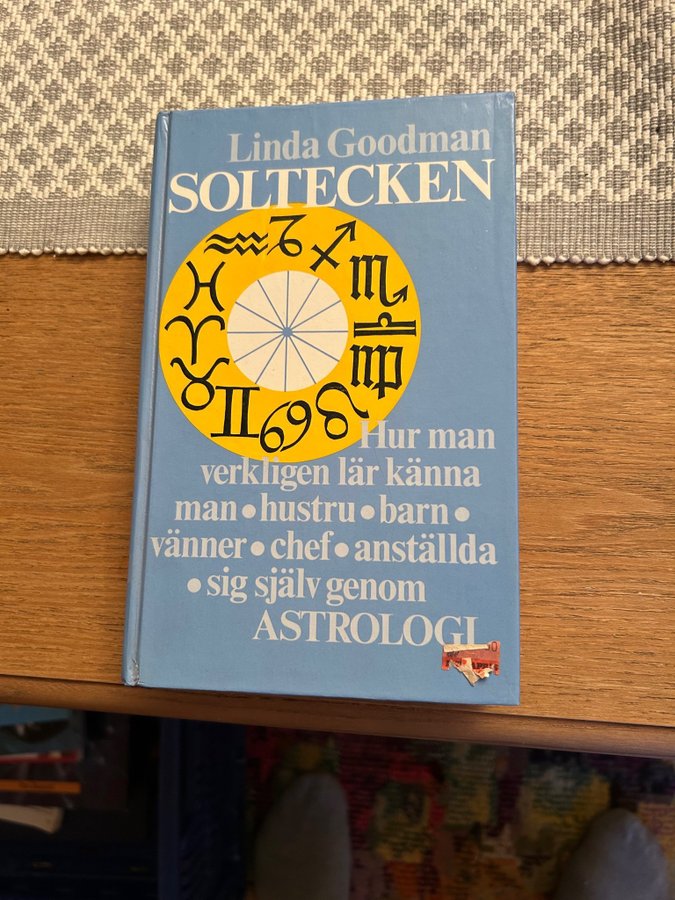 Linda Goodman
SOLTECKEN
Hur man
verkligen lär känna
man • hustru • barn •
vänner • chef • anställda
• sig själv genom
ASTROLOGI